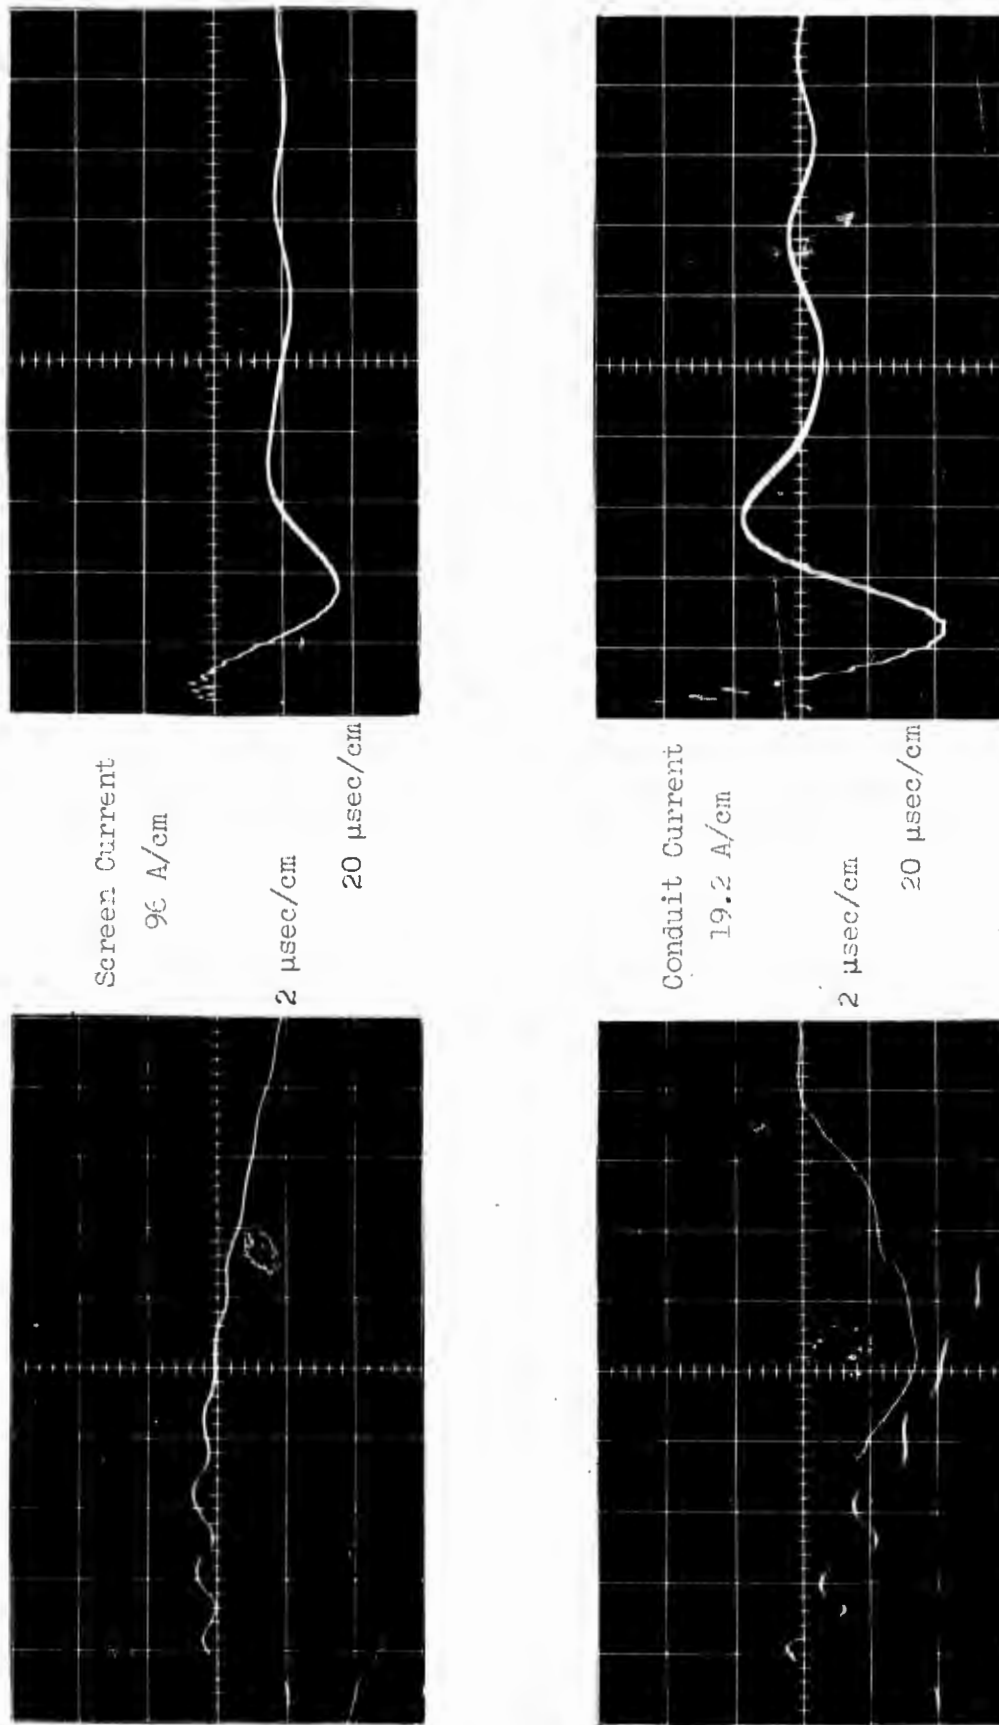 Screen Current
96 A/cm
2 µsec/cm
20 µsec/cm
Conduit Current
19.2 A/cm
2 µsec/cm
20 µsec/cm